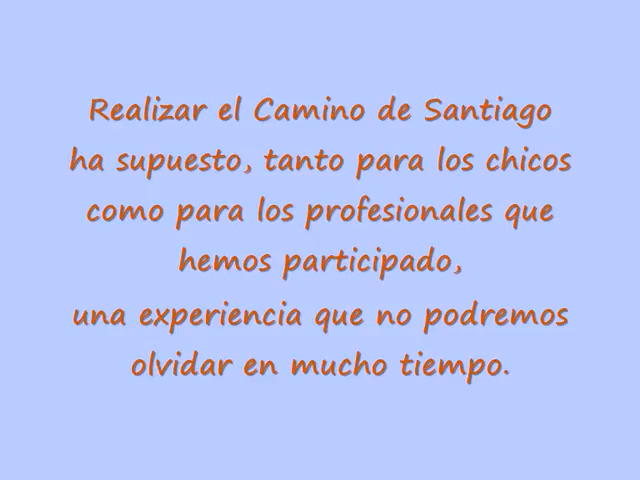 Realizar el Camino de Santiago
ha supuesto, tanto para los chicos
como para los profesionales que
hemos participado,
una experiencia que no podremos
olvidar en mucho tiempo.